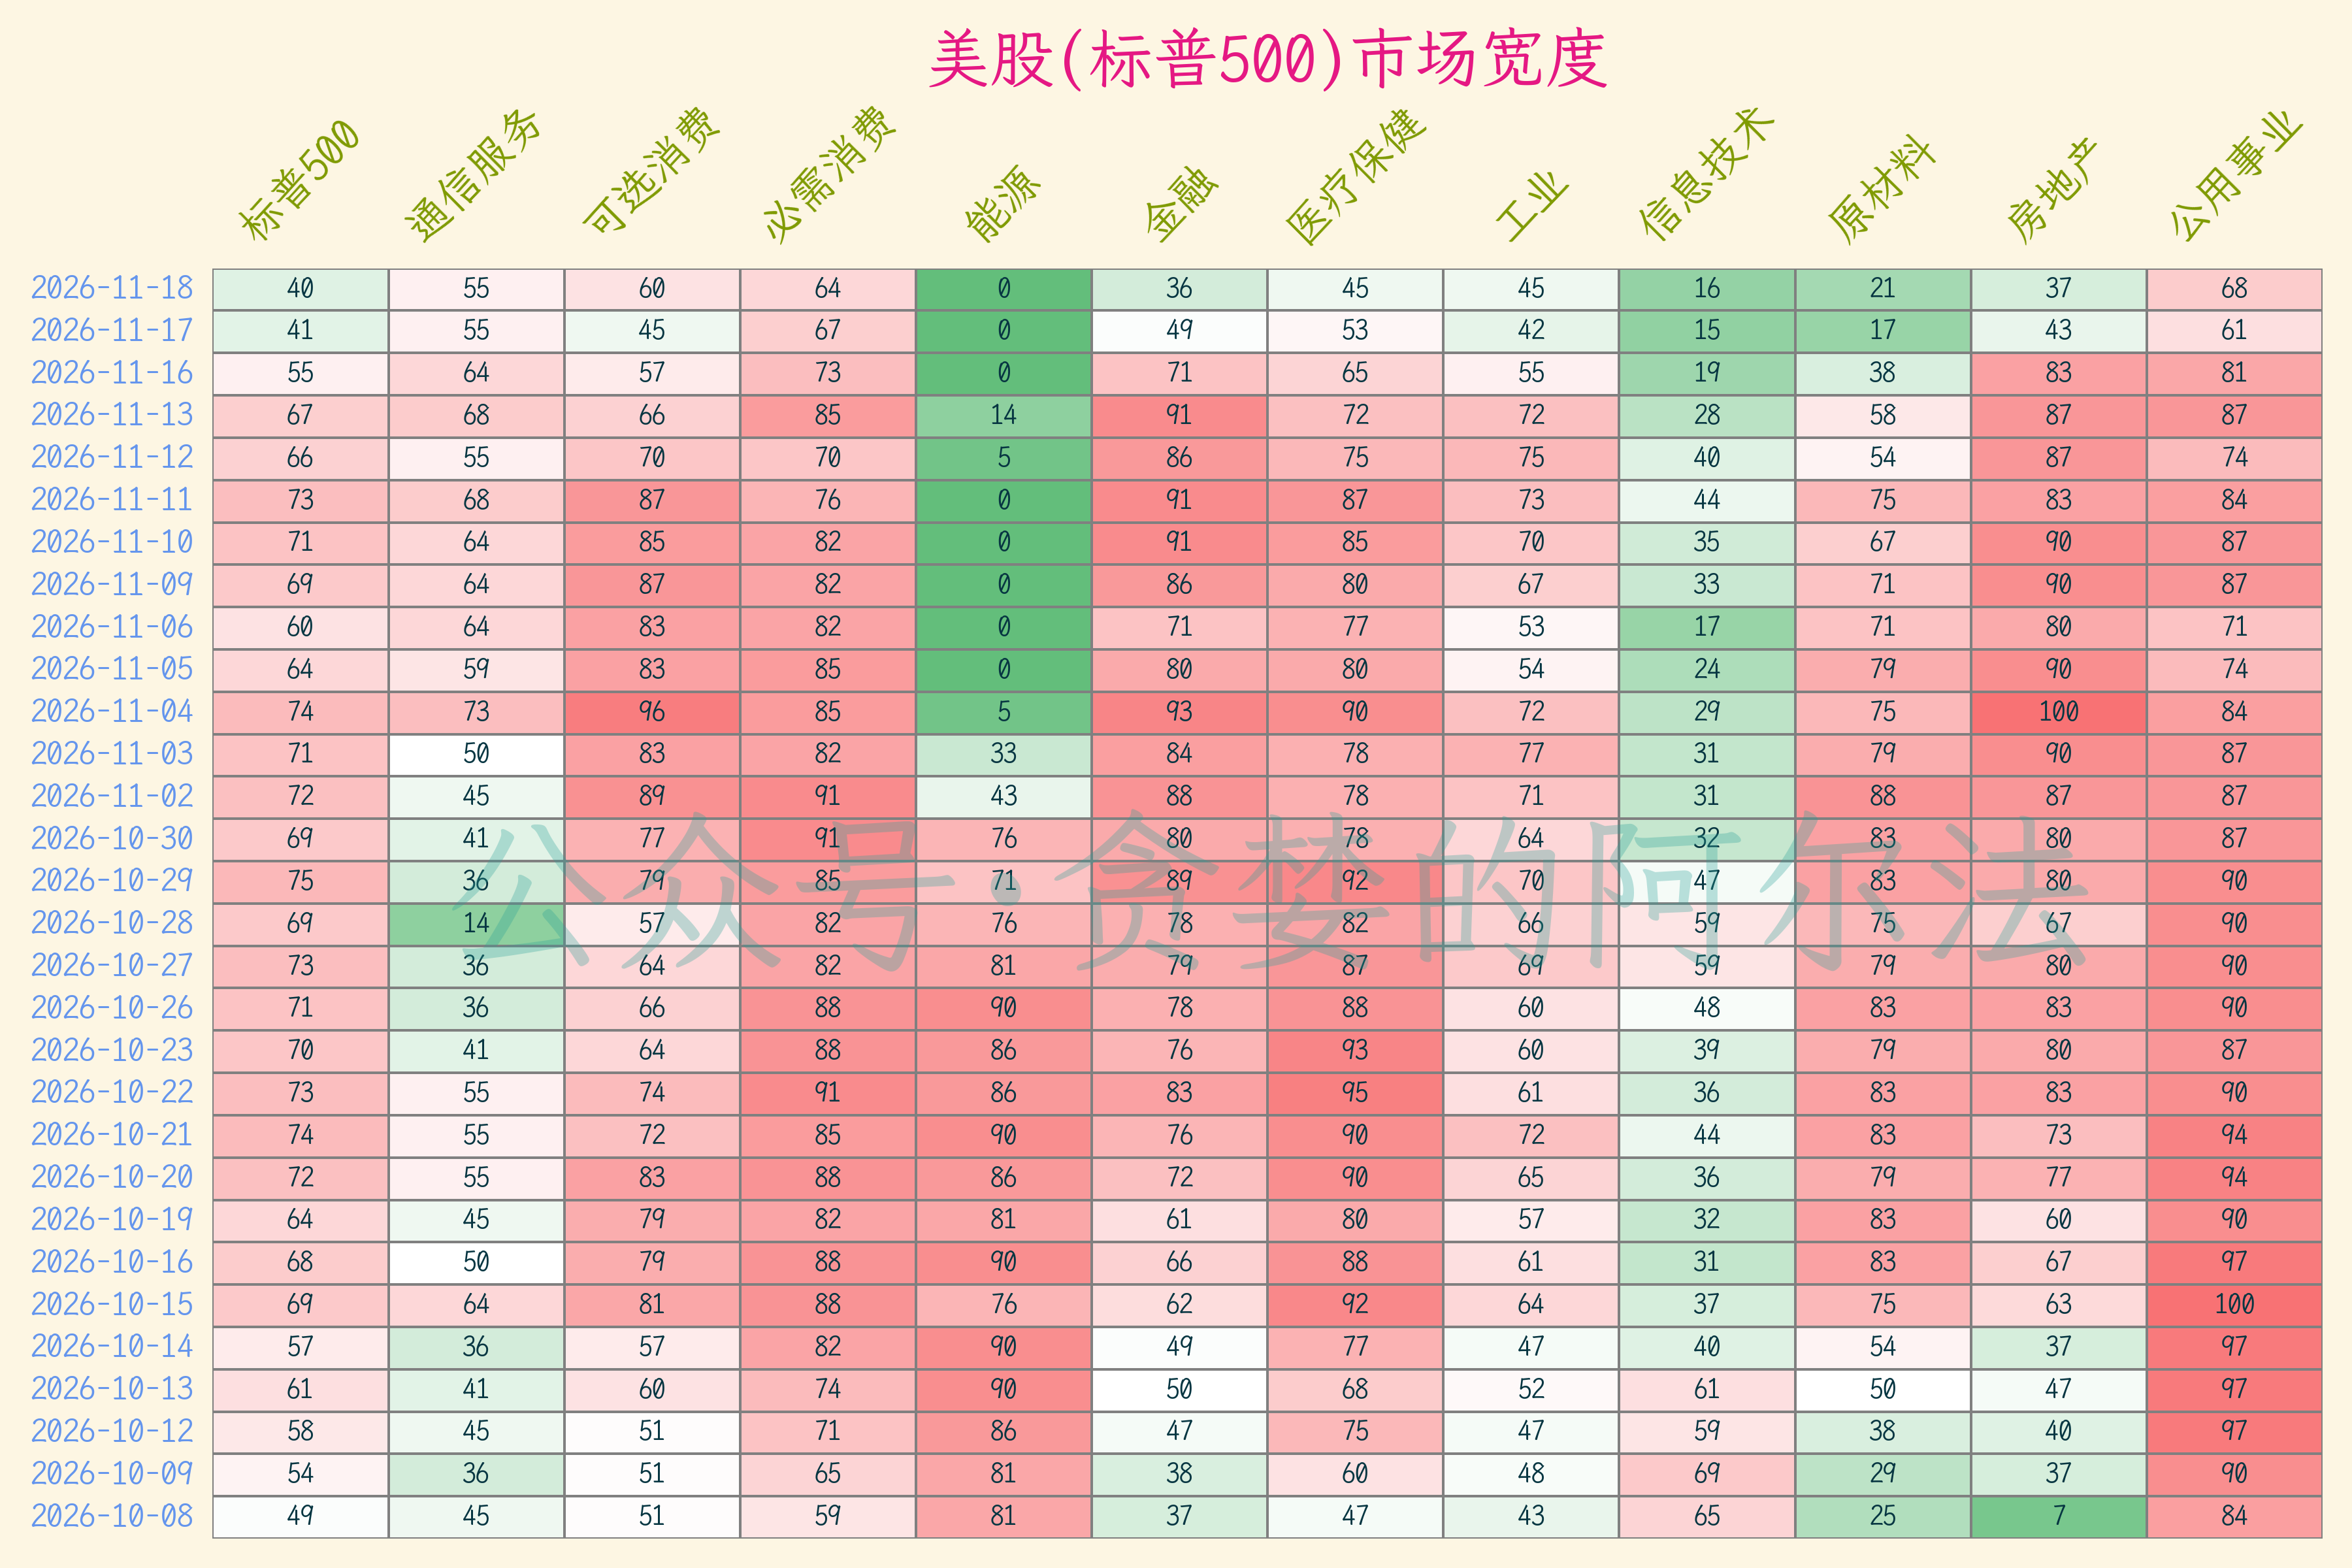 美股(标普500)市场宽度
标普500 通信服务 可选消费 必需消费 能源 金融 医疗保健 工业 信息技术 原材料 房地产 公用事业
2026-11-18 40 55 60 64 0 36 45 45 16 21 37 68
2026-11-17 41 55 45 67 0 49 53 42 15 17 43 61
2026-11-16 55 64 57 73 0 71 65 55 19 38 83 81
2026-11-13 67 68 66 85 14 91 72 72 28 58 87 87
2026-11-12 66 55 70 70 5 86 75 75 40 54 87 74
2026-11-11 73 68 87 76 0 91 87 73 44 75 83 84
2026-11-10 71 64 85 82 0 91 85 70 35 67 90 87
2026-11-09 69 64 87 82 0 86 80 67 33 71 90 87
2026-11-06 60 64 83 82 0 71 77 53 17 71 80 71
2026-11-05 64 59 83 85 0 80 80 54 24 79 90 74
2026-11-04 74 73 96 85 5 93 90 72 29 75 100 84
2026-11-03 71 50 83 82 33 84 78 77 31 79 90 87
2026-11-02 72 45 89 91 43 88 78 71 31 88 87 87
2026-10-30 69 41 77 91 76 80 78 64 32 83 80 87
2026-10-29 75 36 79 85 71 89 92 70 47 83 80 90
2026-10-28 69 14 57 82 76 78 82 66 59 75 67 90
2026-10-27 73 36 64 82 81 79 87 69 59 79 80 90
2026-10-26 71 36 66 88 90 78 88 60 48 83 83 90
2026-10-23 70 41 64 88 86 76 93 60 39 79 80 87
2026-10-22 73 55 74 91 86 83 95 61 36 83 83 90
2026-10-21 74 55 72 85 90 76 90 72 44 83 73 94
2026-10-20 72 55 83 88 86 72 90 65 36 79 77 94
2026-10-19 64 45 79 82 81 61 80 57 32 83 60 90
2026-10-16 68 50 79 88 90 66 88 61 31 83 67 97
2026-10-15 69 64 81 88 76 62 92 64 37 75 63 100
2026-10-14 57 36 57 82 90 49 77 47 40 54 37 97
2026-10-13 61 41 60 74 90 50 68 52 61 50 47 97
2026-10-12 58 45 51 71 86 47 75 47 59 38 40 97
2026-10-09 54 36 51 65 81 38 60 48 69 29 37 90
2026-10-08 49 45 51 59 81 37 47 43 65 25 7 84
公众号·贪婪的阿尔法